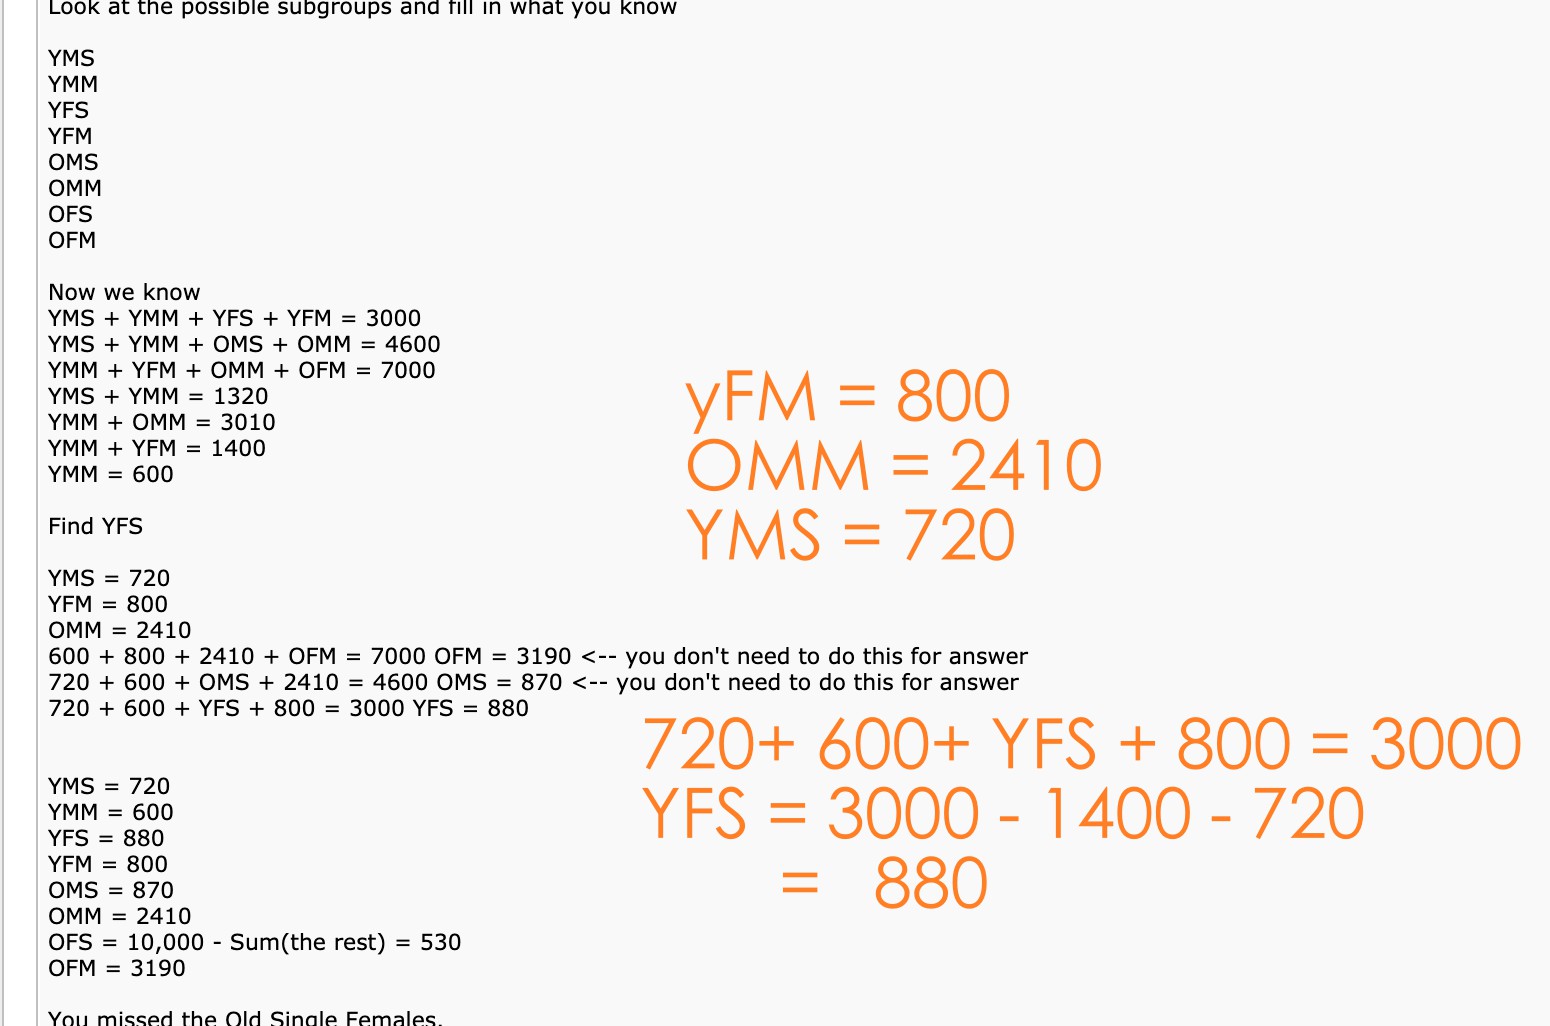 Look at the possible subgroups and fill in what you know
YMS
YMM
YFS
YFM
OMS
OMM
OFS
OFM
Now we know
YMS + YMM + YFS + YFM = 3000
YMS + YMM + OMS + OMM = 4600
YMM + YFM + OMM + OFM = 7000
YMS + YMM = 1320
YMM + OMM = 3010
YMM + YFM = 1400
YMM = 600
yFM = 800
OMM = 2410
YMS = 720
Find YFS
YMS = 720
YFM = 800
OMM = 2410
600 + 800 + 2410 + OFM = 7000 OFM = 3190 <-- you don't need to do this for answer
720 + 600 + OMS + 2410 = 4600 OMS = 870 <-- you don't need to do this for answer
720 + 600 + YFS + 800 = 3000 YFS = 880
720+ 600+ YFS + 800 = 3000
YFS = 3000 - 1400 - 720
= 880
YMS = 720
YMM = 600
YFS = 880
YFM = 800
OMS = 870
OMM = 2410
OFS = 10,000 - Sum(the rest) = 530
OFM = 3190
You missed the Old Single Females.